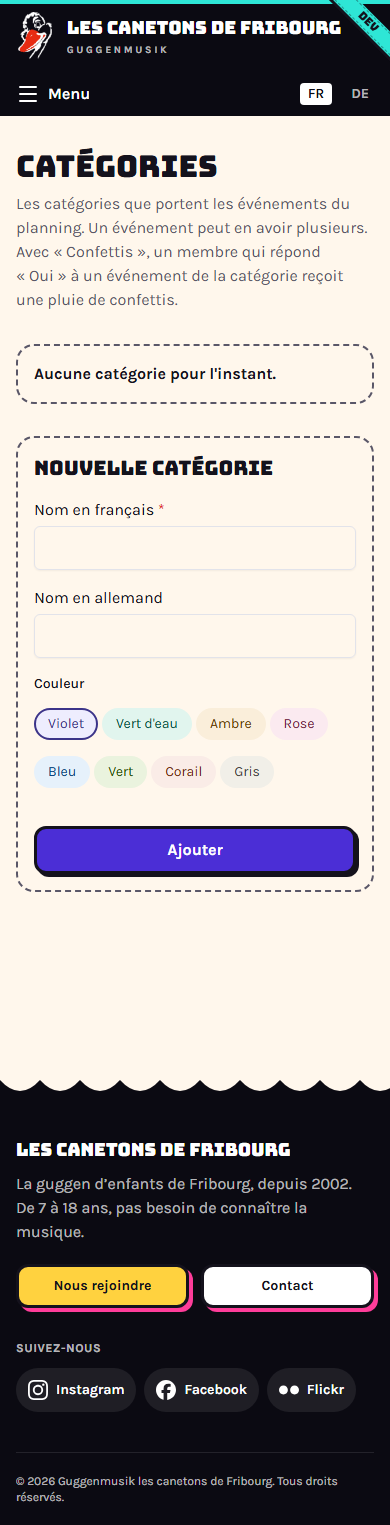 DEV
LES CANETONS DE FRIBOURG
GUGGENMUSIK
Menu
FR
DE
CATÉGORIES
Les catégories que portent les événements du
planning. Un événement peut en avoir plusieurs.
Avec « Confettis », un membre qui répond
« Oui » à un événement de la catégorie reçoit
une pluie de confettis.
Aucune catégorie pour l'instant.
NOUVELLE CATÉGORIE
Nom en français *
Nom en allemand
Couleur
Violet
Vert d'eau
Ambre
Rose
Bleu
Vert
Corail
Gris
Ajouter
LES CANETONS DE FRIBOURG
La guggen d’enfants de Fribourg, depuis 2002.
De 7 à 18 ans, pas besoin de connaître la
musique.
Nous rejoindre
Contact
SUIVEZ-NOUS
Instagram
Facebook
Flickr
© 2026 Guggenmusik les canetons de Fribourg. Tous droits
réservés.